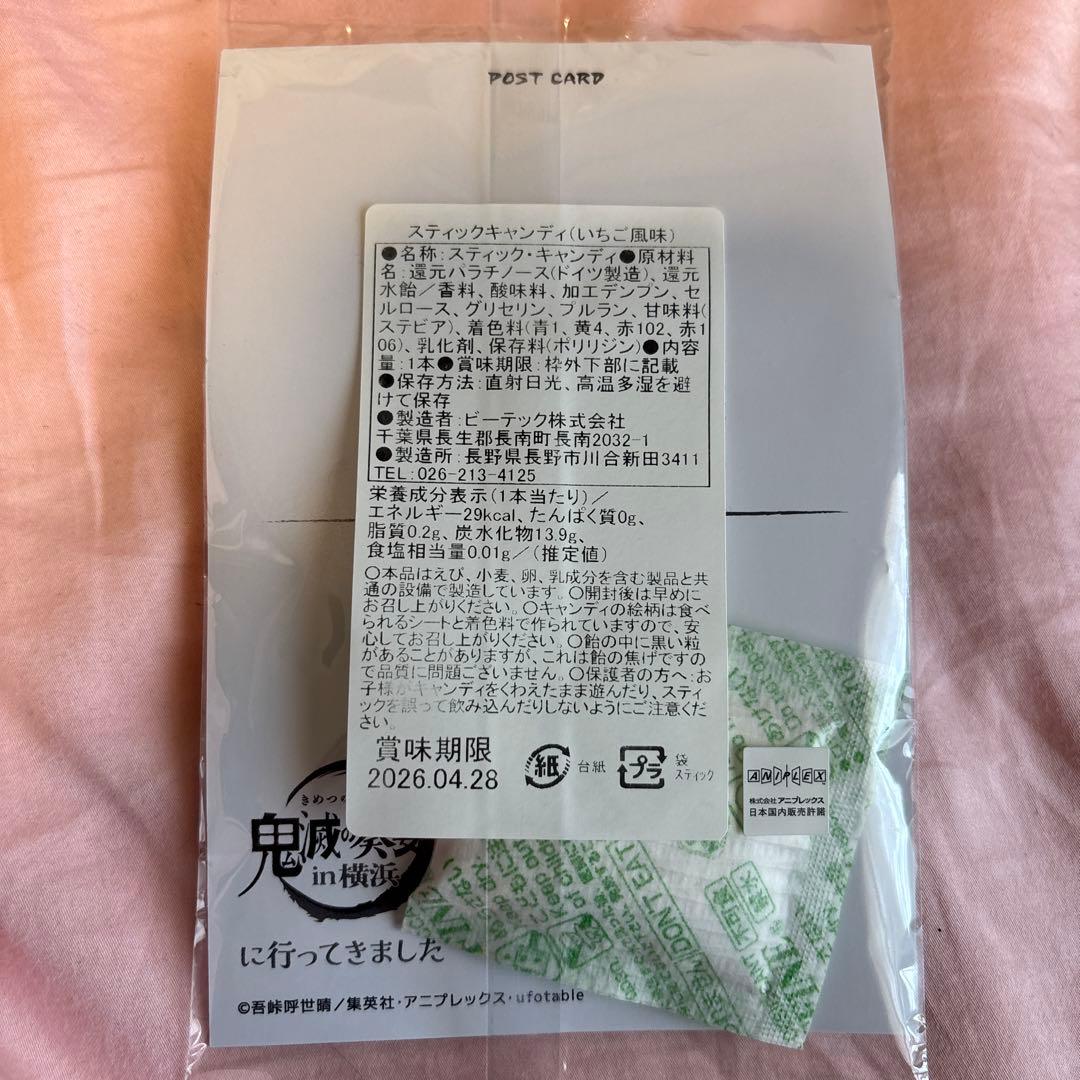 POST CARD
スティックキャンディ(いちご風味)
●名称:スティック・キャンディ●原材料
名:還元パラチノース(ドイツ製造)、還元
水飴/香料、酸味料、加工デンプン、セ
ルロース、グリセリン、プルラン、甘味料(
ステビア)、着色料(青1、黄4、赤102、赤1
06)、乳化剤、保存料(ポリリジン)●内容
量:1本●賞味期限:枠外下部に記載
●保存方法:直射日光、高温多湿を避
けて保存
●製造者:ビーテック株式会社
千葉県長生郡長南町長南2032-1
●製造所:長野県長野市川合新田3411
TEL:026-213-4125
栄養成分表示(1本当たり)/
エネルギー29kcal、たんぱく質0g、
脂質0.2g、炭水化物13.9g、
食塩相当量0.01g/(推定値)
○本品はえび、小麦、卵、乳成分を含む製品と共
通の設備で製造しています。○開封後は早めに
お召し上がりください。○キャンディの絵柄は食べ
られるシートと着色料で作られていますので、安
心してお召し上がりください。○飴の中に黒い粒
があることがありますが、これは飴の焦げですの
で品質に問題ございません。○保護者の方へ:お
子様がキャンディをくわえたまま遊んだり、スティ
ックを誤って飲み込んだりしないようにご注意くだ
さい。
賞味期限
2026.04.28
紙 台紙
プラ 袋 スティック
ANIPLEX
株式会社 アニプレックス
日本国内販売許諾
きめつの
鬼滅の
in横浜
に行ってきました
©吾峠呼世晴/集英社・アニプレックス・ufotable
DON'T EAT
不可食